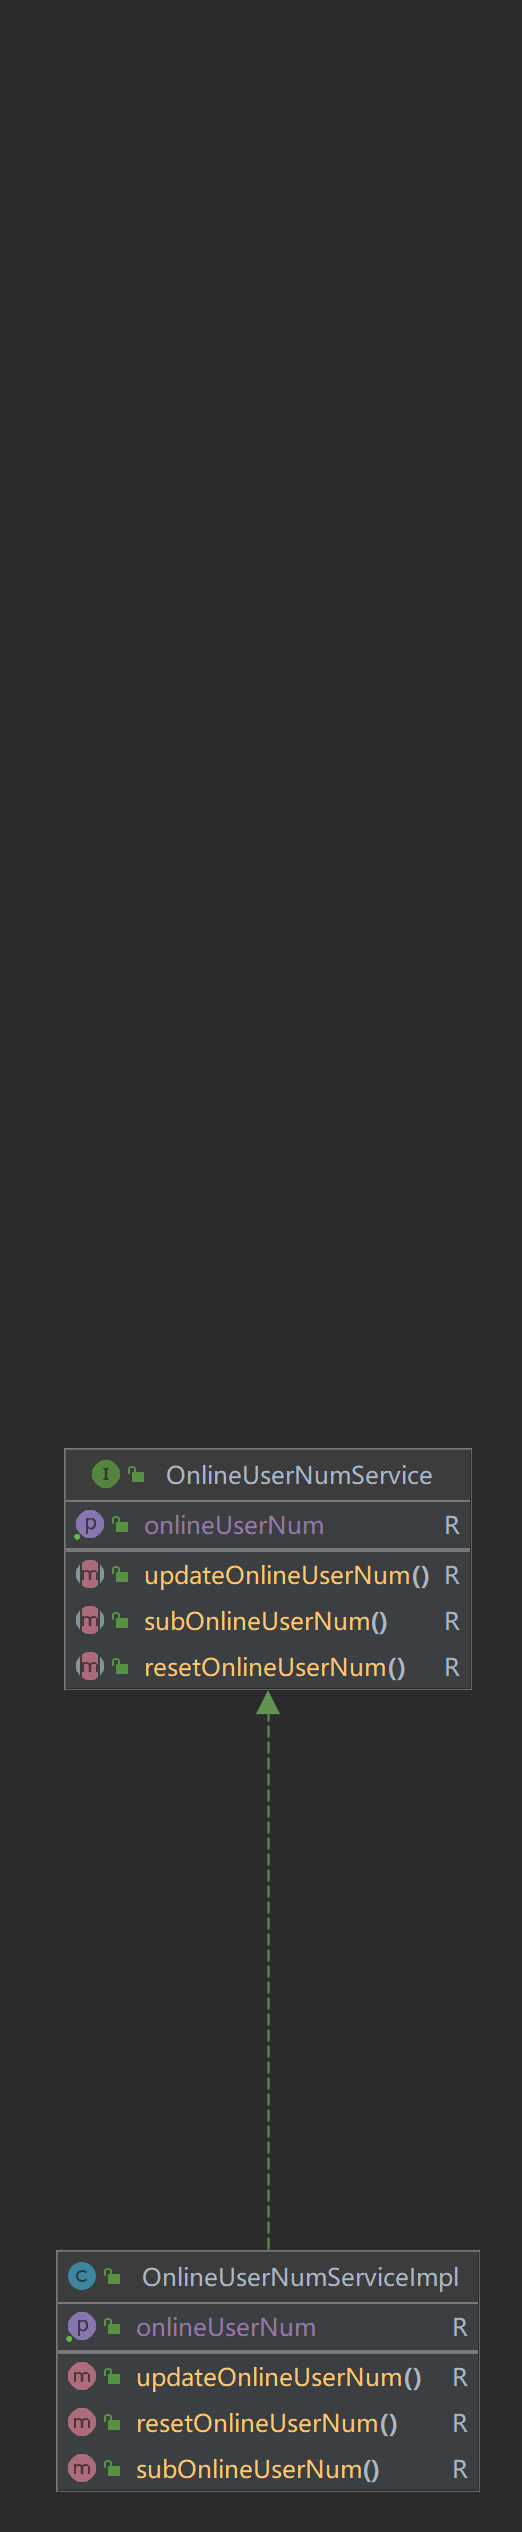 I OnlineUserNumService
p onlineUserNum R
m updateOnlineUserNum() R
m subOnlineUserNum() R
m resetOnlineUserNum() R
C OnlineUserNumServiceImpl
p onlineUserNum R
m updateOnlineUserNum() R
m resetOnlineUserNum() R
m subOnlineUserNum() R